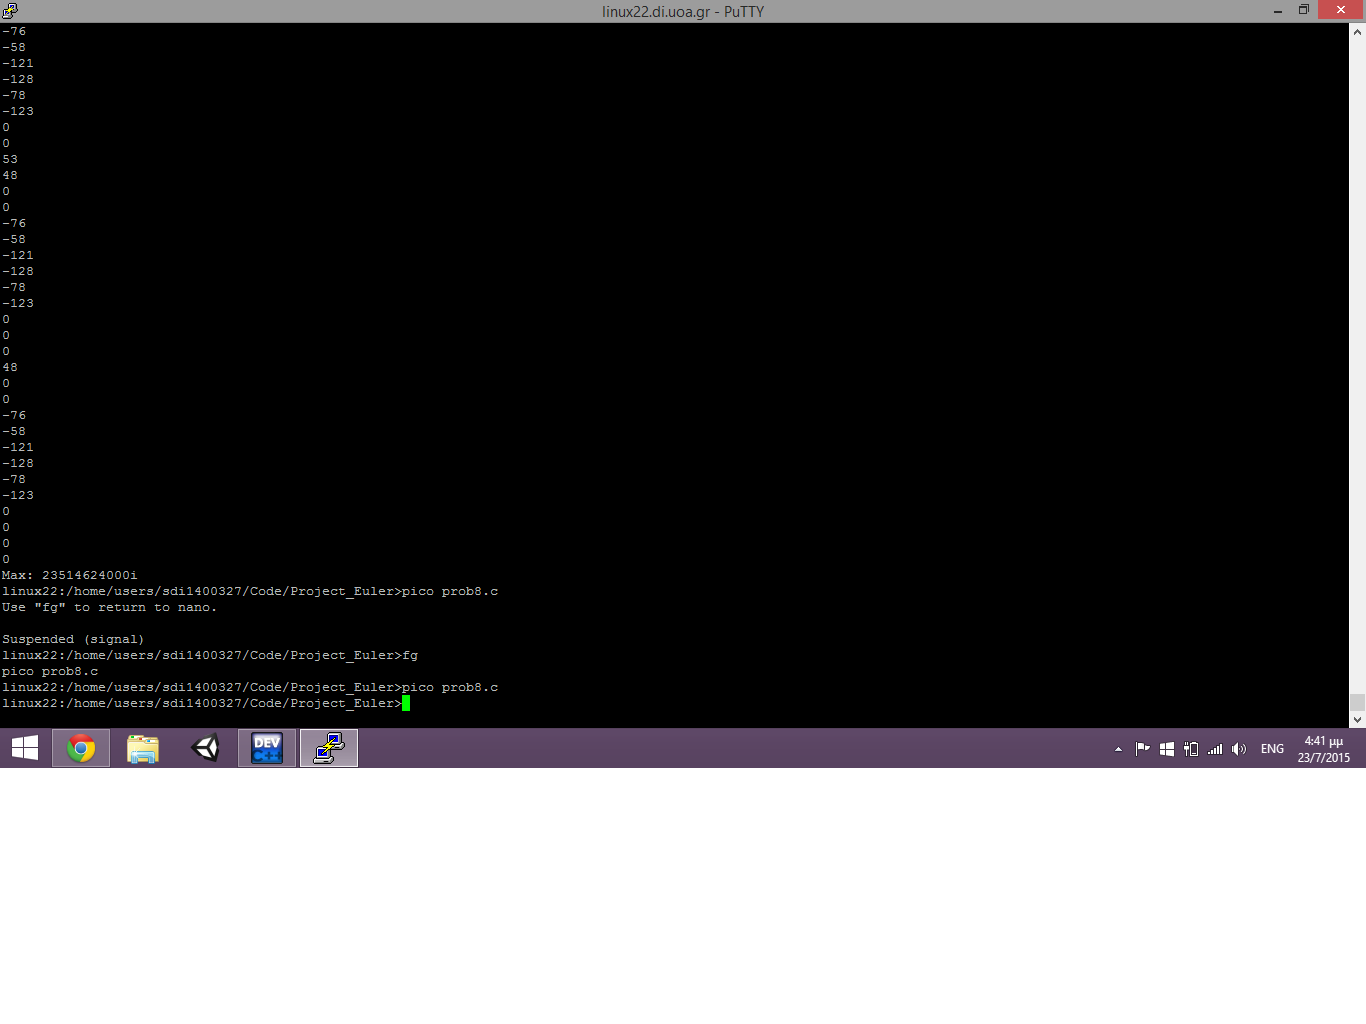 linux22.di.uoa.gr - PuTTY
-76
-58
-121
-128
-78
-123
0
0
53
48
0
0
-76
-58
-121
-128
-78
-123
0
0
0
48
0
0
-76
-58
-121
-128
-78
-123
0
0
0
0
Max: 23514624000i
linux22:/home/users/sdi1400327/Code/Project_Euler>pico prob8.c
Use "fg" to return to nano.
Suspended (signal)
linux22:/home/users/sdi1400327/Code/Project_Euler>fg
pico prob8.c
linux22:/home/users/sdi1400327/Code/Project_Euler>pico prob8.c
linux22:/home/users/sdi1400327/Code/Project_Euler>
DEV C++
ENG
4:41 μμ
23/7/2015